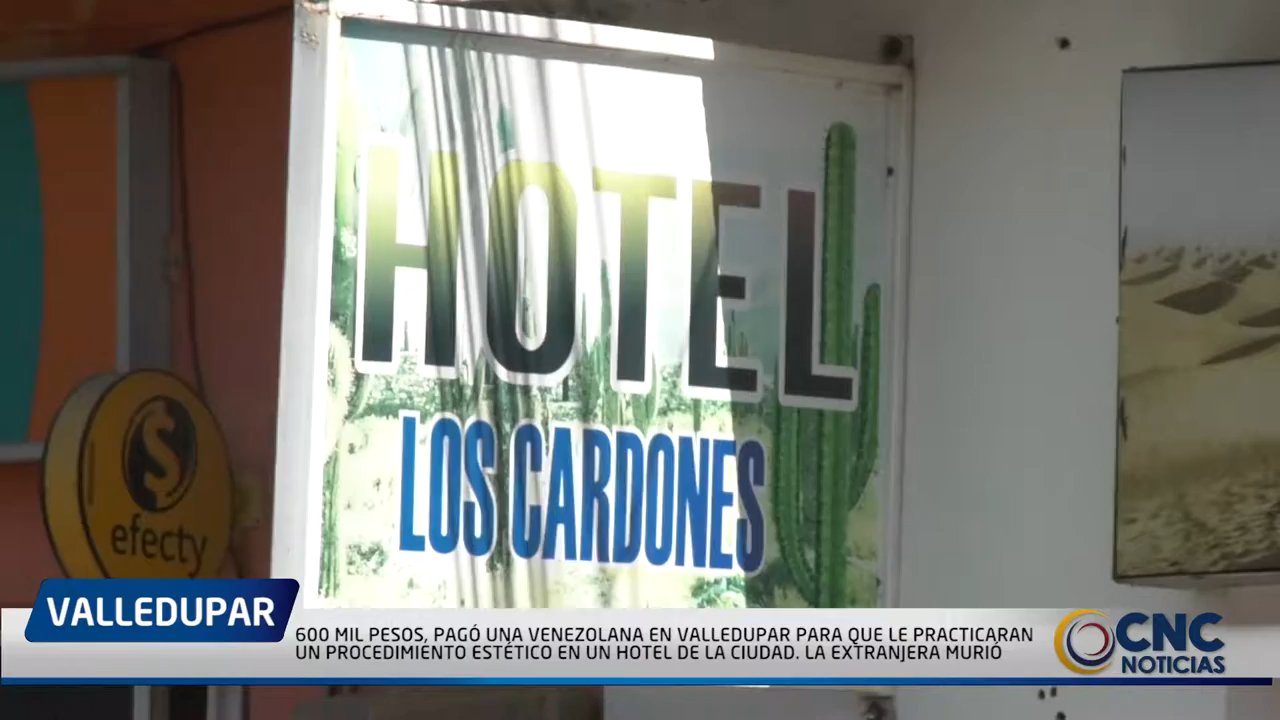 HOTEL
LOS CARDONES
$
efecty
VALLEDUPAR
600 MIL PESOS, PAGÓ UNA VENEZOLANA EN VALLEDUPAR PARA QUE LE PRACTICARAN
UN PROCEDIMIENTO ESTÉTICO EN UN HOTEL DE LA CIUDAD. LA EXTRANJERA MURIÓ
CNC
NOTICIAS